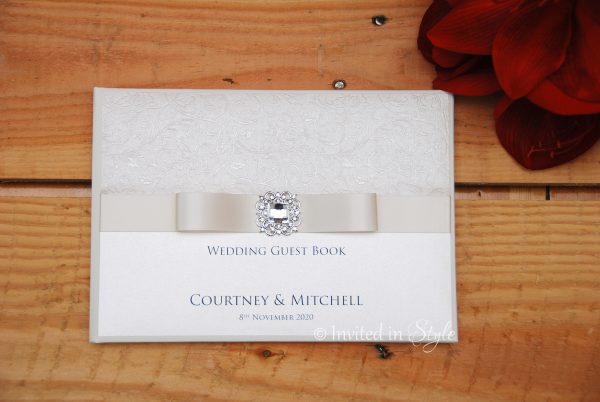 Wedding Guest Book
Courtney & Mitchell
8th November 2020
© Invited in Style